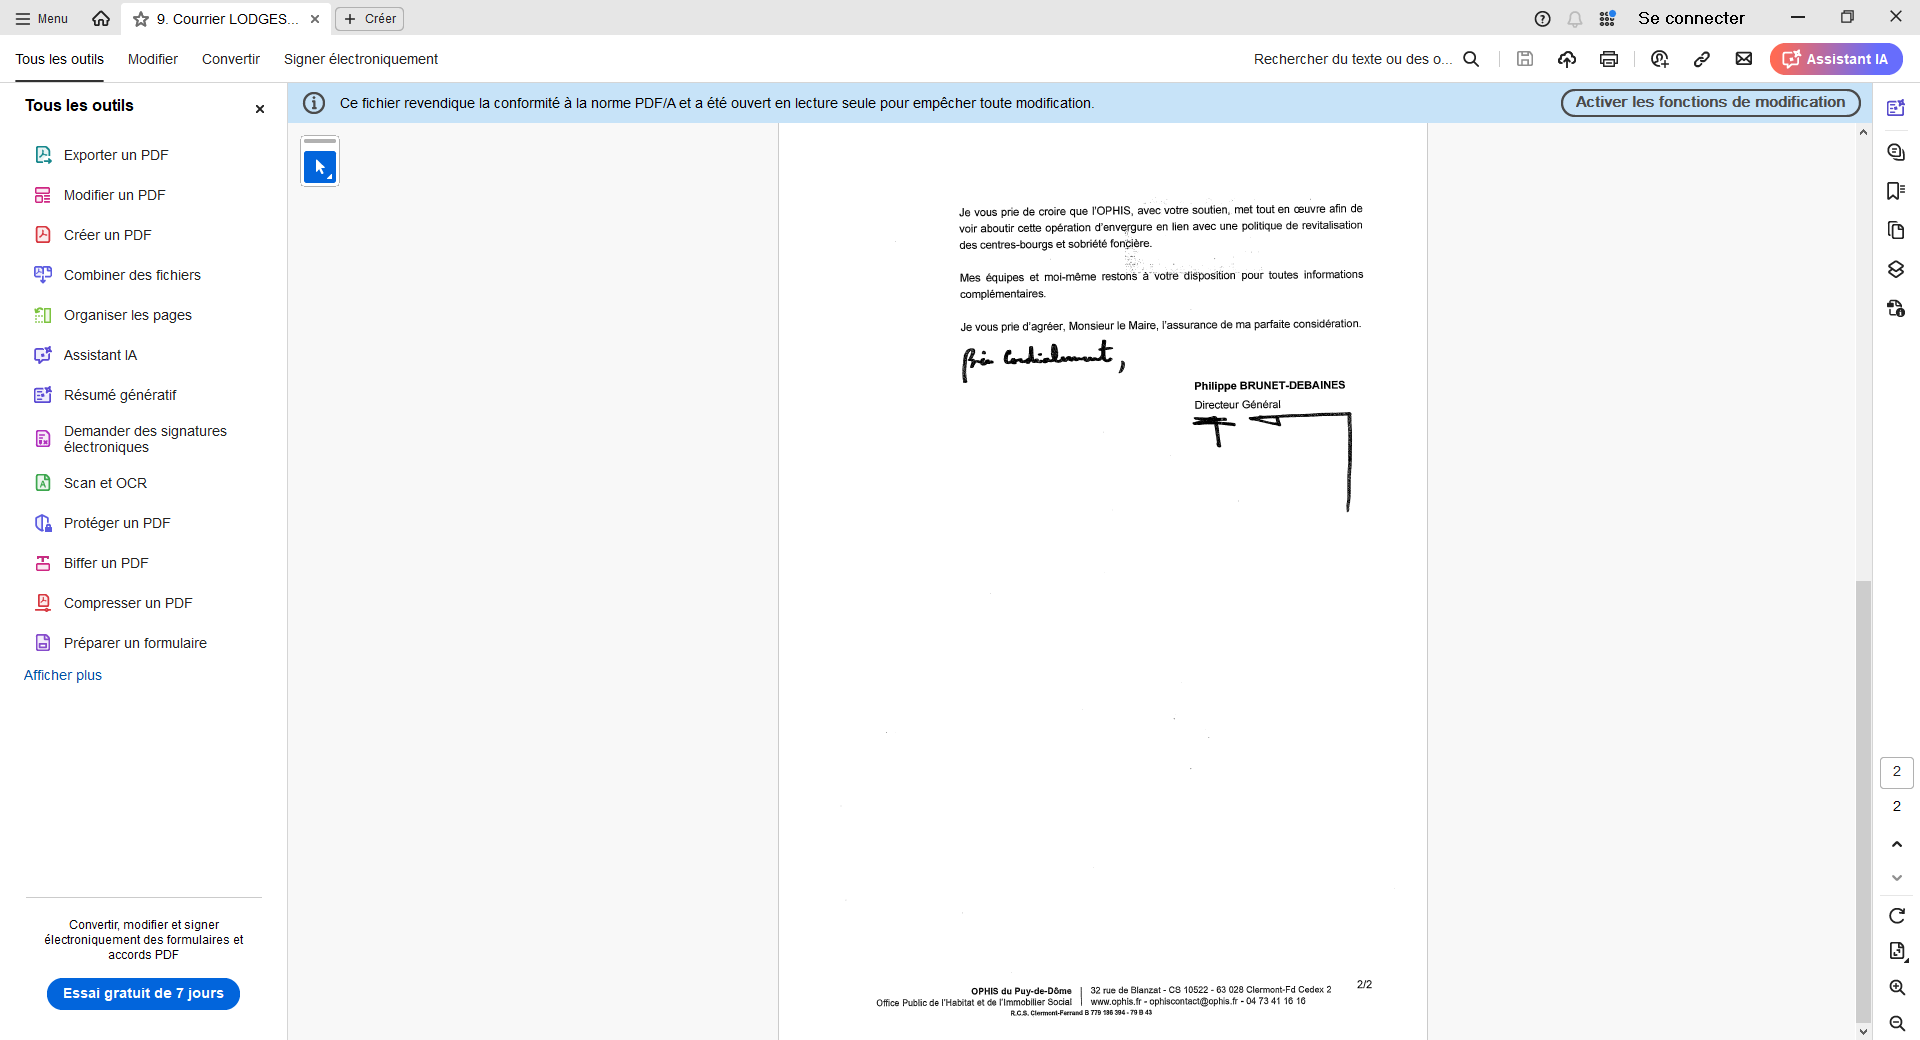 Menu
9. Courrier LODGES...
Créer
Se connecter
Tous les outils
Modifier
Convertir
Signer électroniquement
Rechercher du texte ou des o...
Assistant IA
Tous les outils
Ce fichier revendique la conformité à la norme PDF/A et a été ouvert en lecture seule pour empêcher toute modification.
Activer les fonctions de modification
Exporter un PDF
Modifier un PDF
Créer un PDF
Combiner des fichiers
Organiser les pages
Assistant IA
Résumé génératif
Demander des signatures
électroniques
Scan et OCR
Protéger un PDF
Biffer un PDF
Compresser un PDF
Préparer un formulaire
Afficher plus
Convertir, modifier et signer
électroniquement des formulaires et
accords PDF
Essai gratuit de 7 jours
Je vous prie de croire que l'OPHIS, avec votre soutien, met tout en œuvre afin de
voir aboutir cette opération d'envergure en lien avec une politique de revitalisation
des centres-bourgs et sobriété foncière.
Mes équipes et moi-même restons à votre disposition pour toutes informations
complémentaires.
Je vous prie d'agréer, Monsieur le Maire, l'assurance de ma parfaite considération.
Bien Cordialement,
Philippe BRUNET-DEBAINES
Directeur Général
OPHIS du Puy-de-Dôme
Office Public de l'Habitat et de l'Immobilier Social
32 rue de Blanzat - CS 10522 - 63 028 Clermont-Fd Cedex 2
www.ophis.fr - ophiscontact@ophis.fr - 04 73 41 16 16
R.C.S. Clermont-Ferrand B 779 186 394 - 79 B 43
2/2
2
2